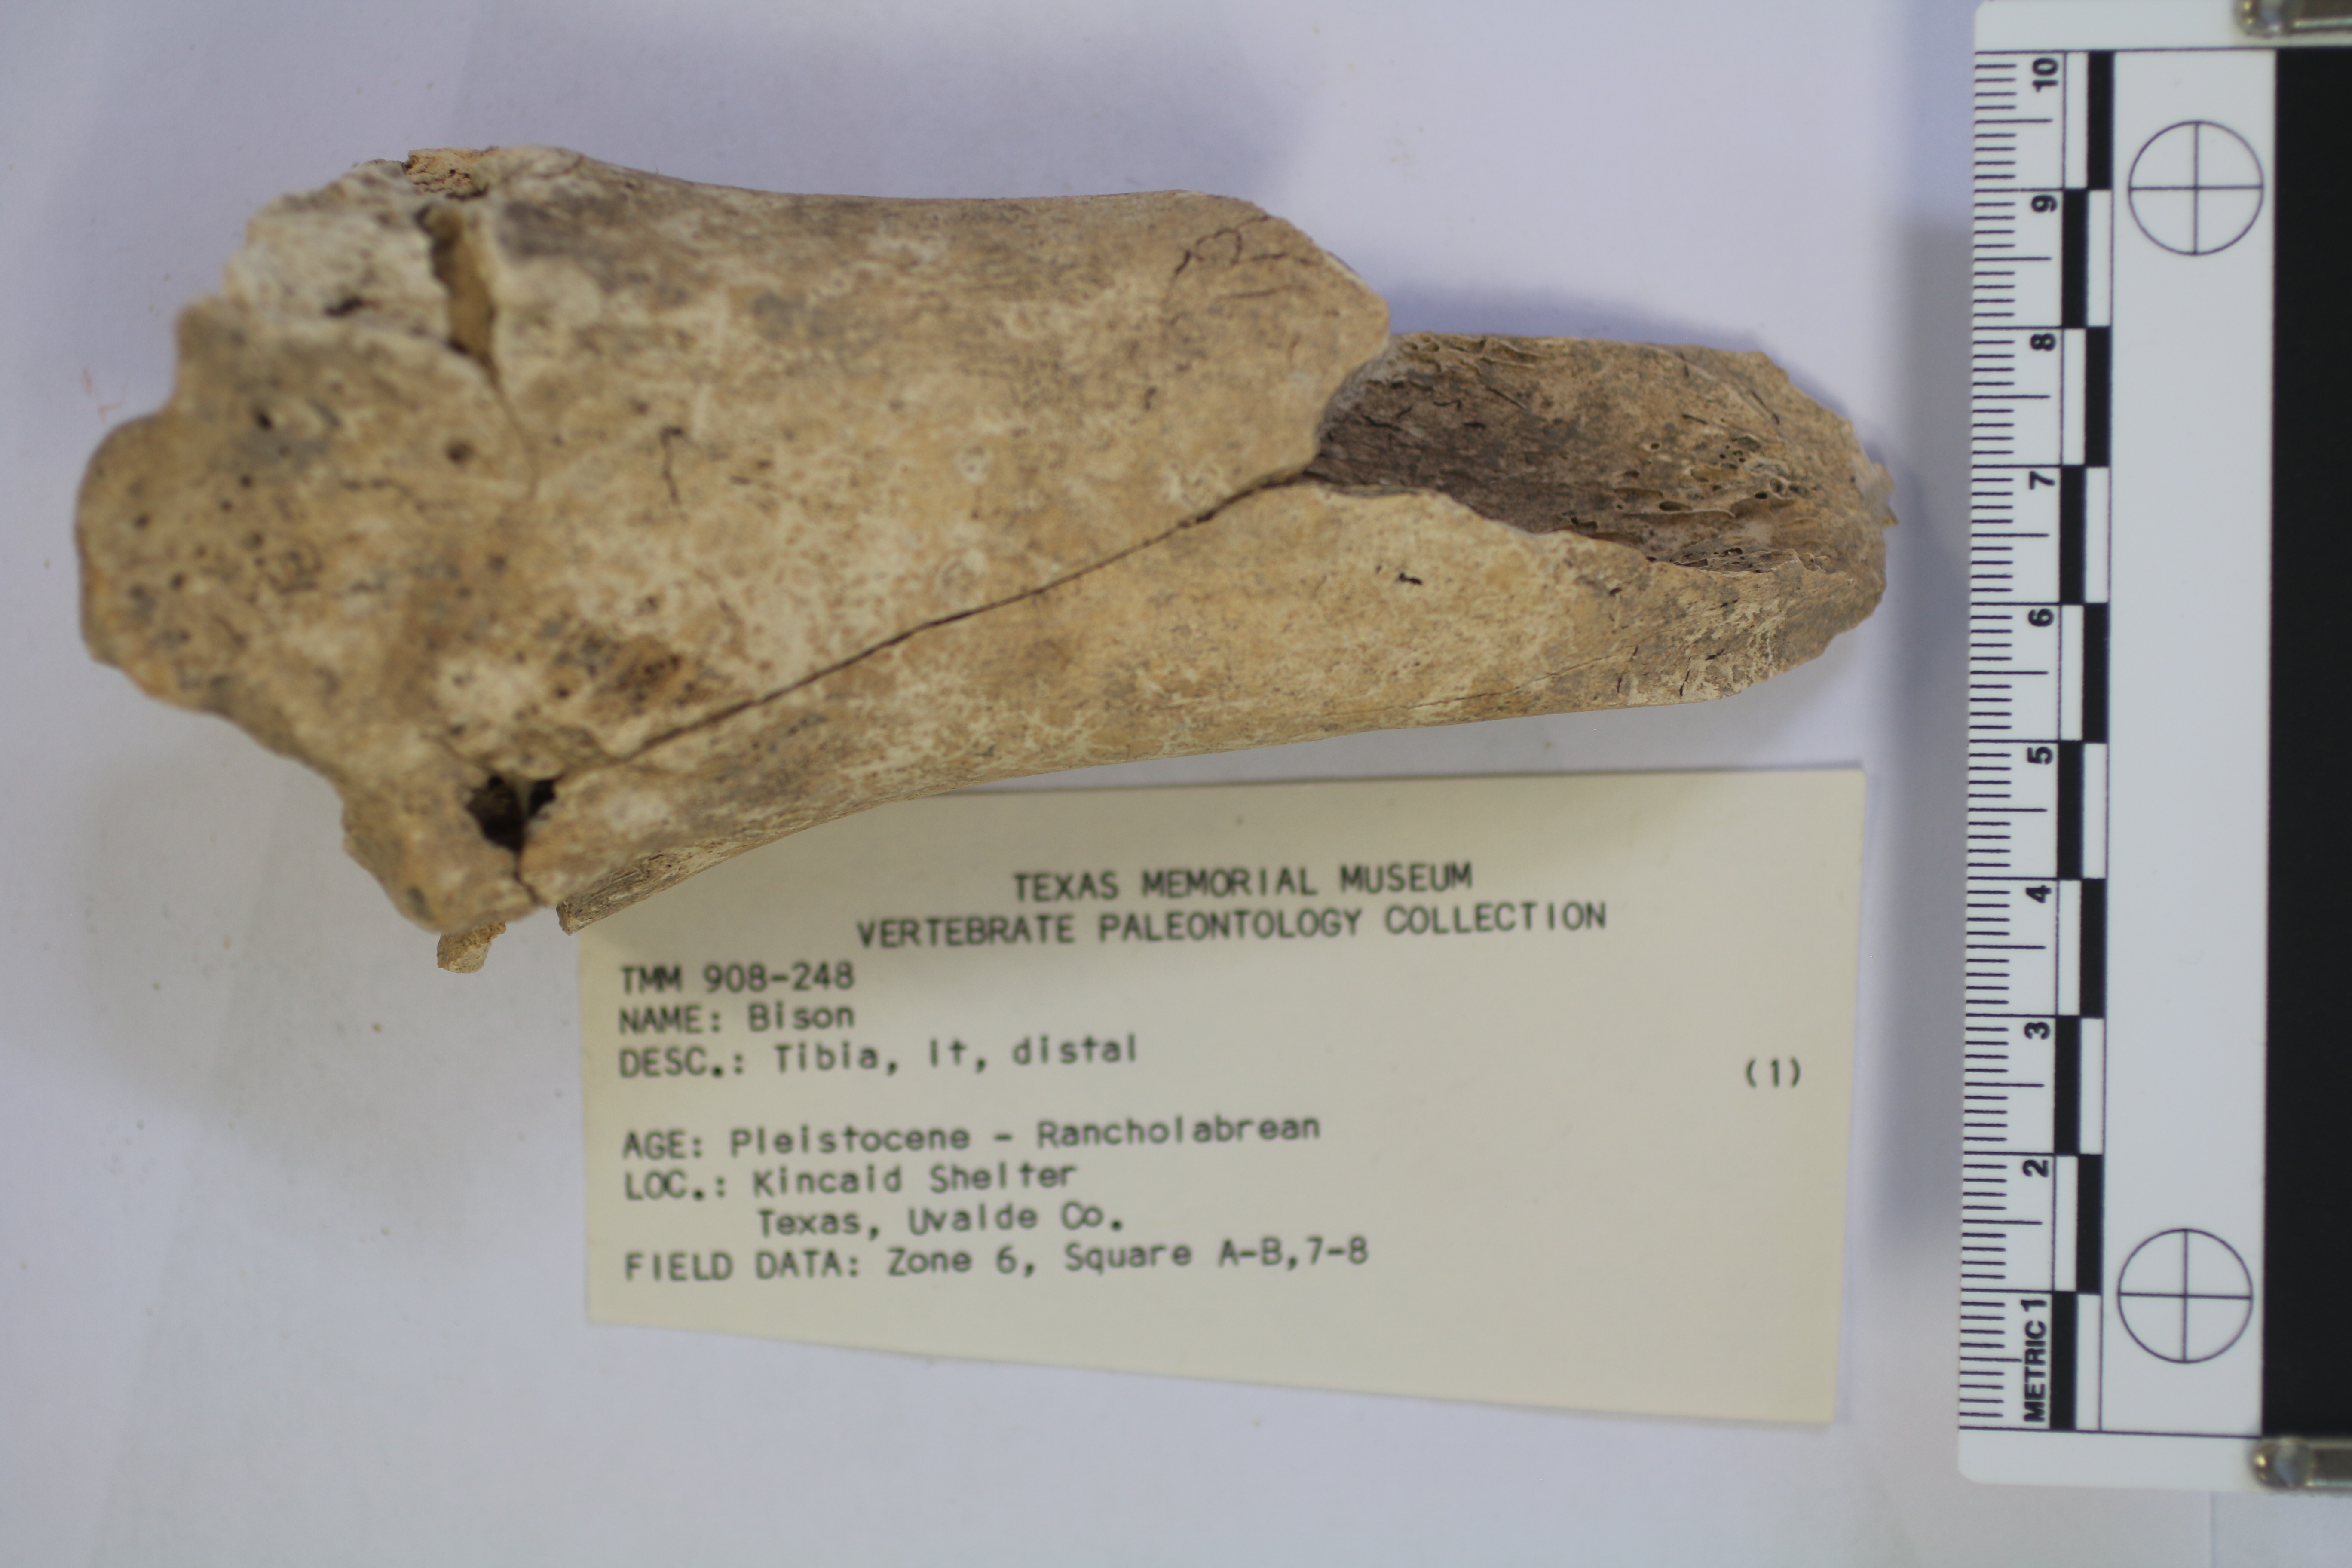 TEXAS MEMORIAL MUSEUM
VERTEBRATE PALEONTOLOGY COLLECTION
TMM 908-248
NAME: Bison
DESC.: Tibia, lt, distal
(1)
AGE: Pleistocene - Rancholabrean
LOC.: Kincaid Shelter
Texas, Uvalde Co.
FIELD DATA: Zone 6, Square A-B,7-8
10
9
8
7
6
5
4
3
2
METRIC 1